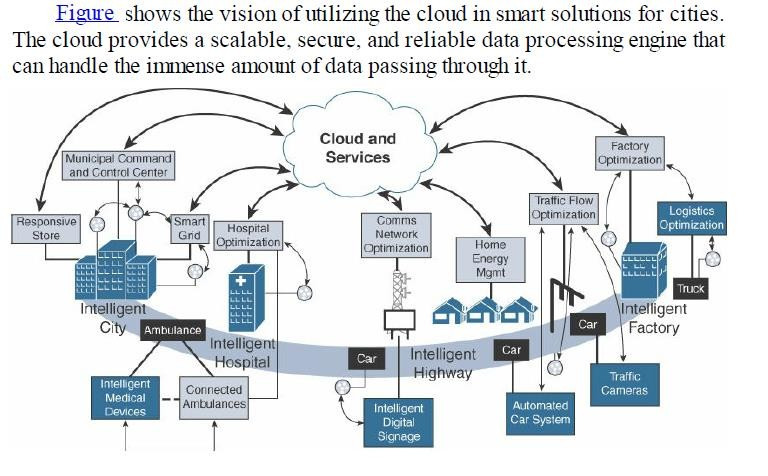 Figure shows the vision of utilizing the cloud in smart solutions for cities.
The cloud provides a scalable, secure, and reliable data processing engine that
can handle the immense amount of data passing through it.
Cloud and
Services
Municipal Command
and Control Center
Factory
Optimization
Responsive
Store
Smart
Grid
Hospital
Optimization
Comms
Network
Optimization
Home
Energy
Mgmt
Traffic Flow
Optimization
Logistics
Optimization
Truck
Intelligent
City
Ambulance
Intelligent
Hospital
Car
Intelligent
Highway
Car
Car
Intelligent
Factory
Intelligent
Medical
Devices
Connected
Ambulances
Intelligent
Digital
Signage
Automated
Car System
Traffic
Cameras